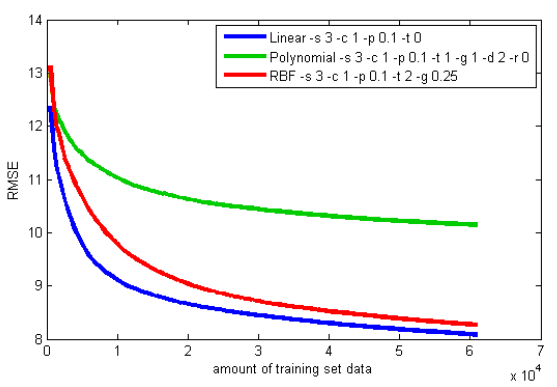 Linear -s 3 -c 1 -p 0.1 -t 0
Polynomial -s 3 -c 1 -p 0.1 -t 1 -g 1 -d 2 -r 0
RBF -s 3 -c 1 -p 0.1 -t 2 -g 0.25
14
13
12
11
10
9
8
RMSE
0 1 2 3 4 5 6 7
amount of training set data
x 10^4